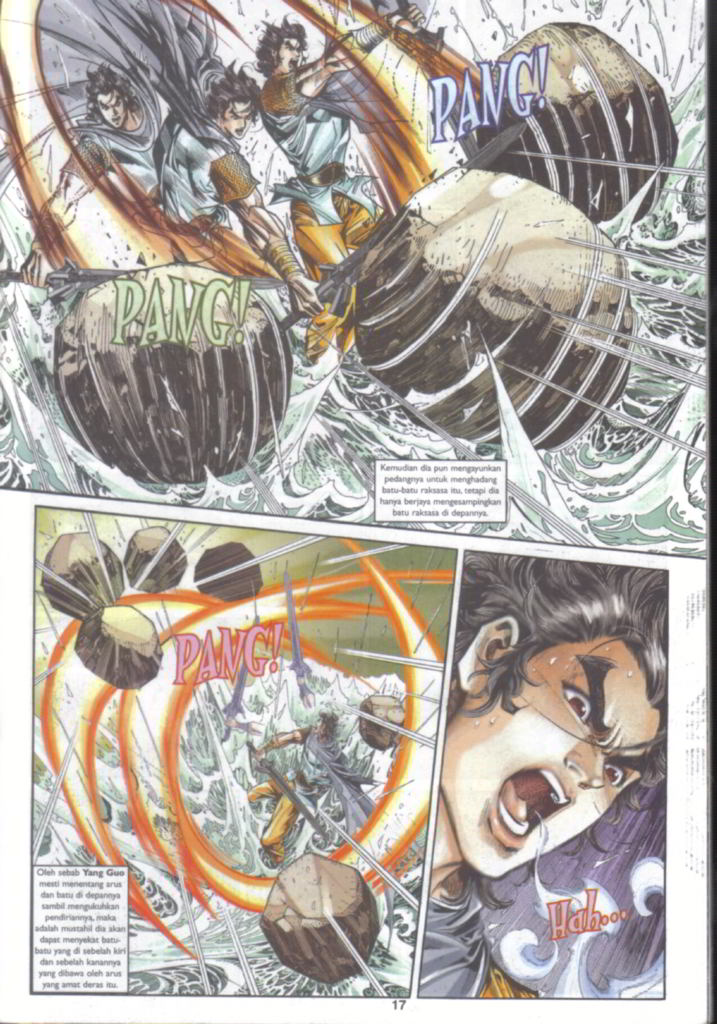 PANG!
PANG!
Kemudian dia pun mengayunkan
pedangnya untuk menghadang
batu-batu raksasa itu, tetapi dia
hanya berjaya mengesampingkan
batu raksasa di depannya.
PANG!
Oleh sebab Yang Guo
mesti menentang arus
dan batu di depannya
sambil mengukuhkan
pendiriannya, maka
adalah mustahil dia akan
dapat menyekat batu-
batu yang di sebelah kiri
dan sebelah kanannya
yang dibawa oleh arus
yang amat deras itu.
Hah...
17